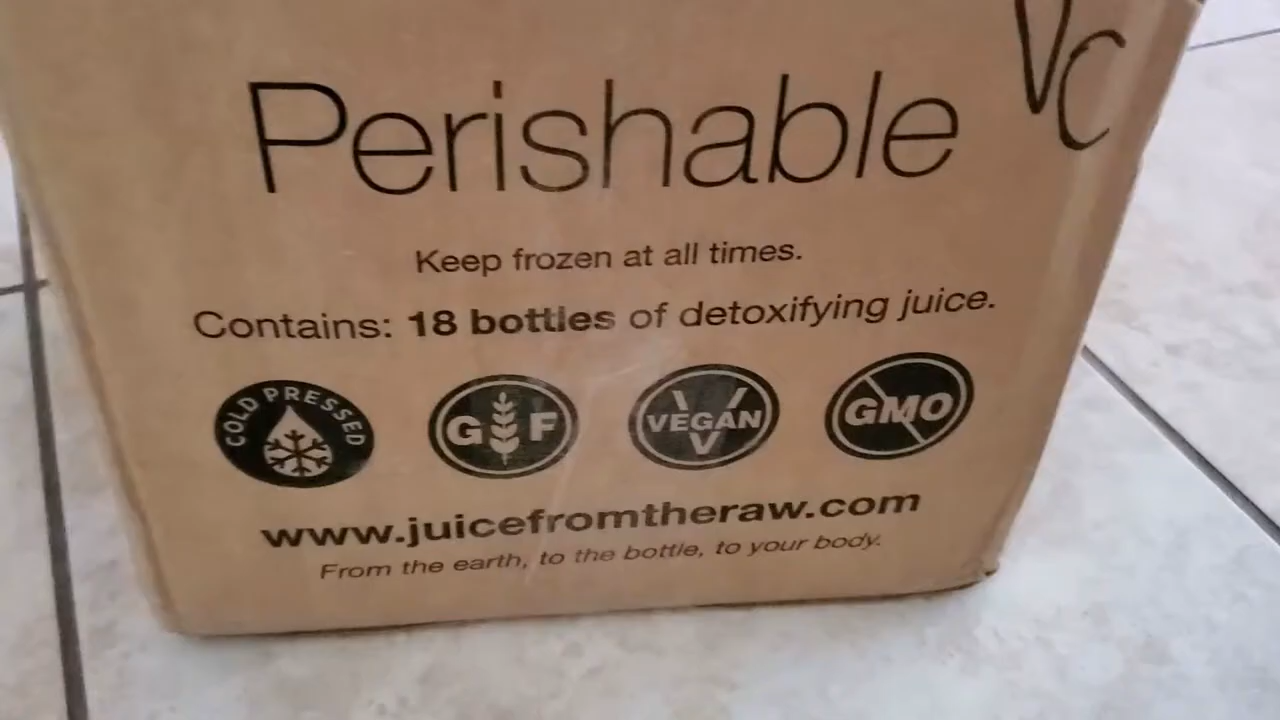 VC
Perishable
Keep frozen at all times.
Contains: 18 bottles of detoxifying juice.
COLD PRESSED
GF
VEGAN
V
GMO
www.juicefromtheraw.com
From the earth, to the bottle, to your body.